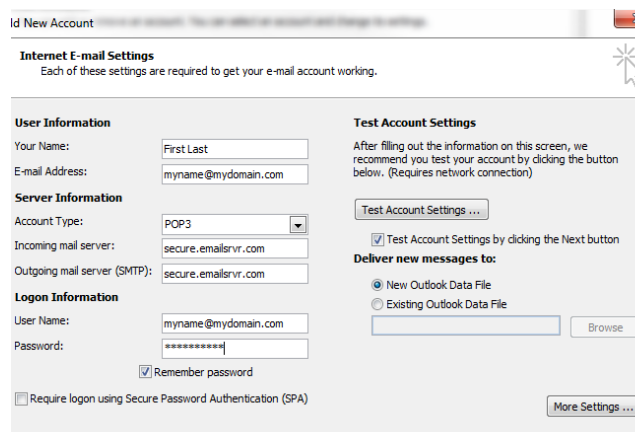 ld New Account
Internet E-mail Settings
Each of these settings are required to get your e-mail account working.
User Information
Your Name:
First Last
E-mail Address:
myname@mydomain.com
Server Information
Account Type:
POP3
Incoming mail server:
secure.emailsrvr.com
Outgoing mail server (SMTP):
secure.emailsrvr.com
Logon Information
User Name:
myname@mydomain.com
Password:
**********
Remember password
Require logon using Secure Password Authentication (SPA)
Test Account Settings
After filling out the information on this screen, we
recommend you test your account by clicking the button
below. (Requires network connection)
Test Account Settings ...
Test Account Settings by clicking the Next button
Deliver new messages to:
New Outlook Data File
Existing Outlook Data File
Browse
More Settings ...